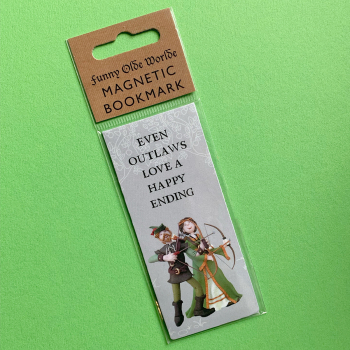 Funny Olde Worlde
MAGNETIC
BOOKMARK
EVEN
OUTLAWS
LOVE A
HAPPY
ENDING